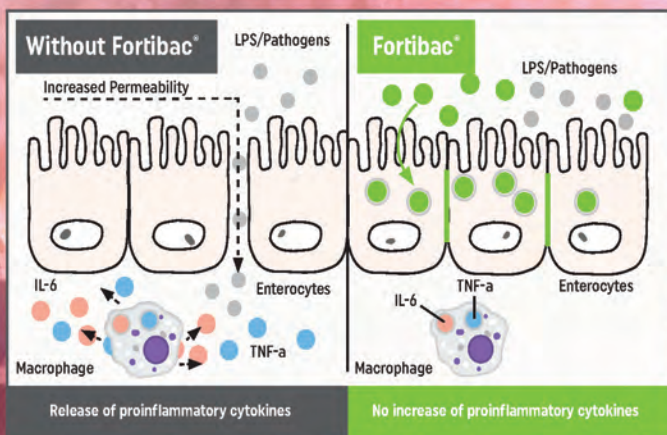 Without Fortibac®
LPS/Pathogens
Increased Permeability
IL-6
Enterocytes
TNF-a
Macrophage
Release of proinflammatory cytokines
Fortibac®
LPS/Pathogens
TNF-a
IL-6
Enterocytes
Macrophage
No increase of proinflammatory cytokines